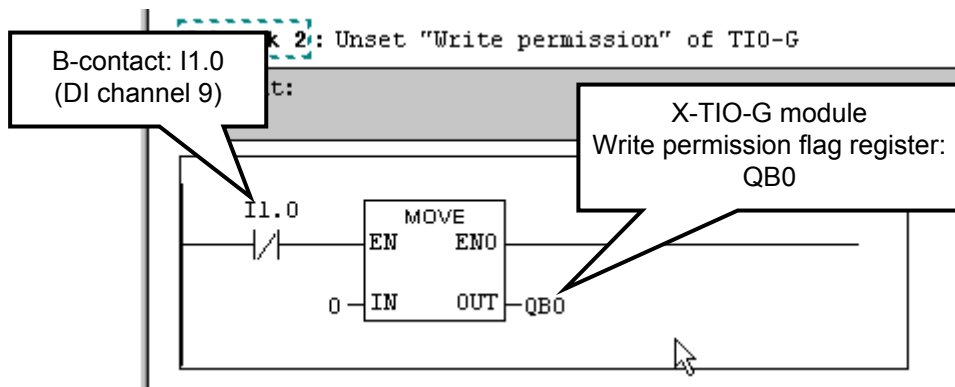 k 2: Unset "Write permission" of TIO-G
B-contact: I1.0
(DI channel 9)
t:
X-TIO-G module
Write permission flag register:
QB0
I1.0
MOVE
EN ENO
0 IN OUT QB0